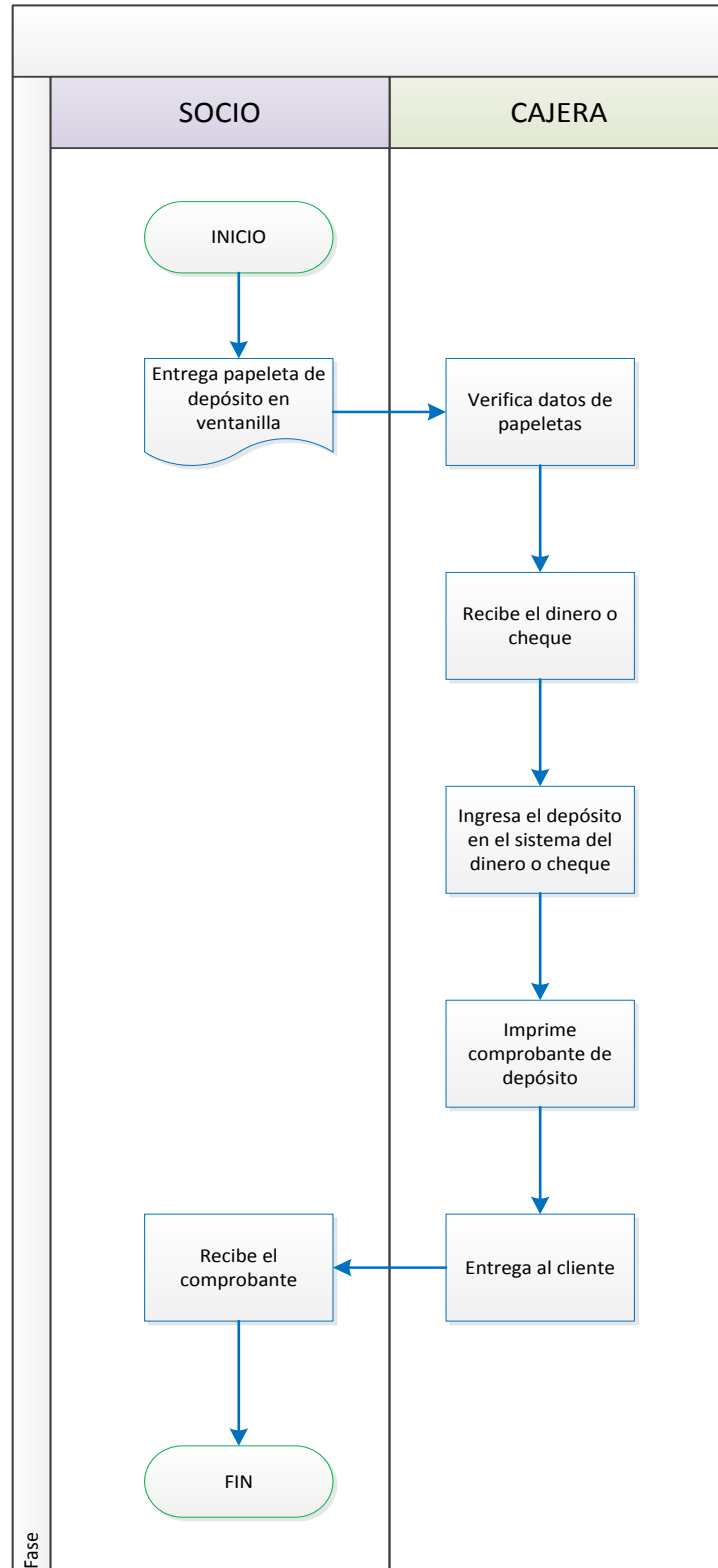 SOCIO
CAJERA
INICIO
Entrega papeleta de
depósito en
ventanilla
Verifica datos de
papeletas
Recibe el dinero o
cheque
Ingresa el depósito
en el sistema del
dinero o cheque
Imprime
comprobante de
depósito
Entrega al cliente
Recibe el
comprobante
FIN
Fase